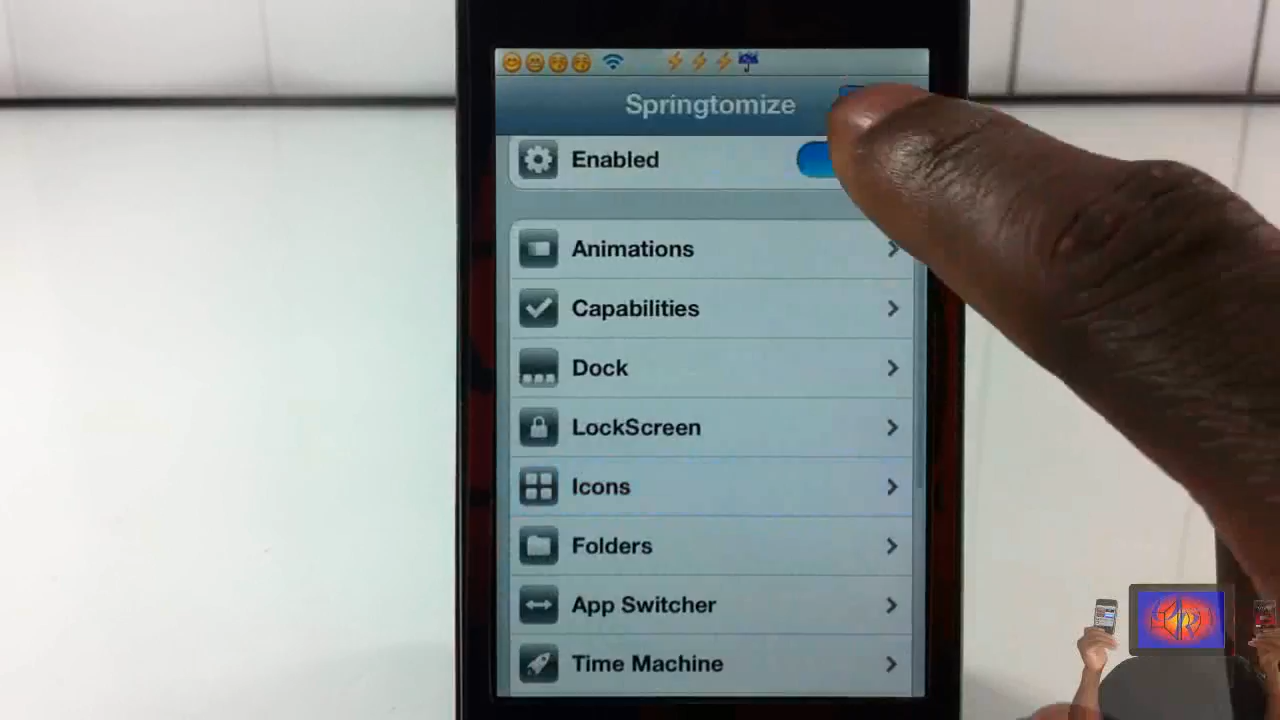 Springtomize
Enabled
Animations
Capabilities
Dock
LockScreen
Icons
Folders
App Switcher
Time Machine